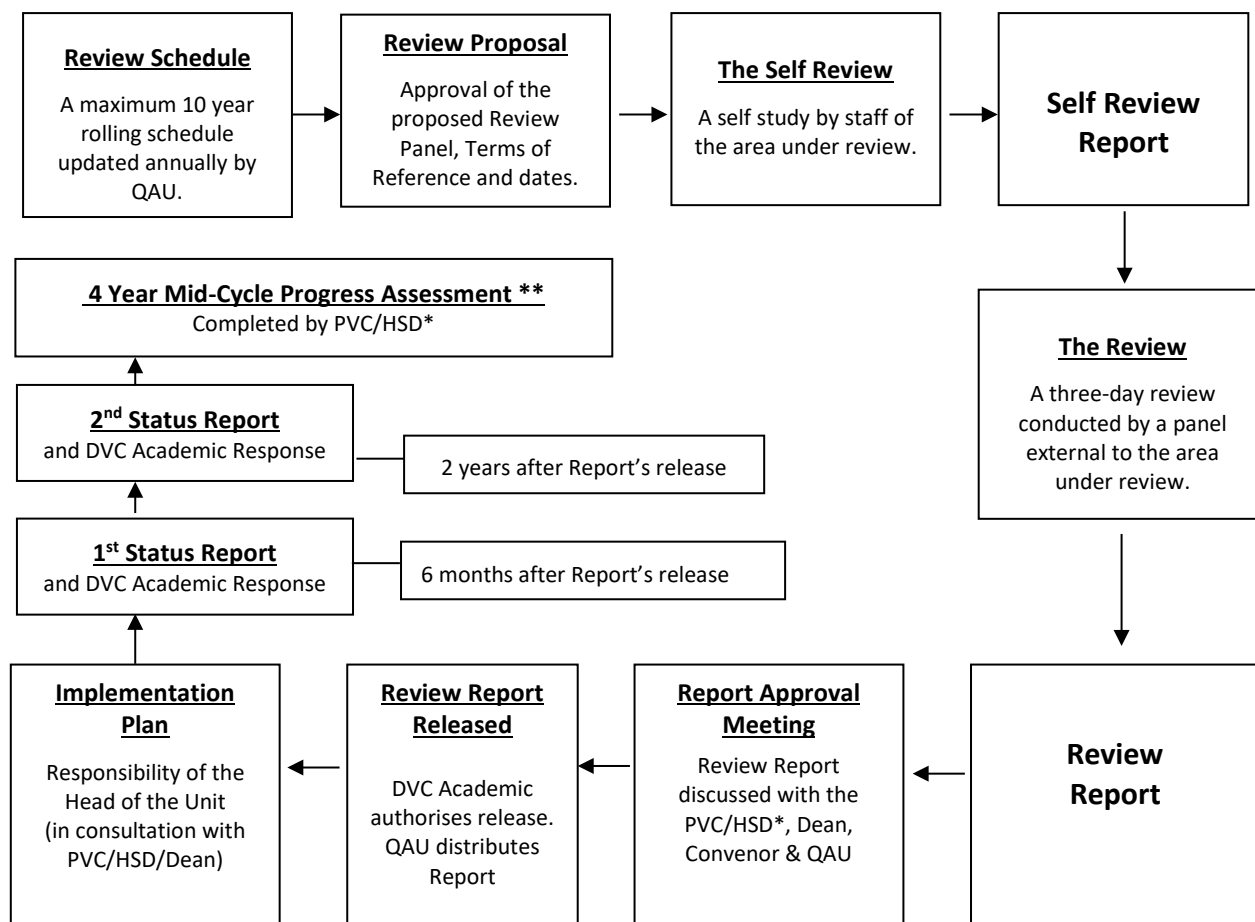 Review Schedule
A maximum 10 year
rolling schedule
updated annually by
QAU.
Review Proposal
Approval of the
proposed Review
Panel, Terms of
Reference and dates.
The Self Review
A self study by staff of
the area under review.
Self Review
Report
The Review
A three-day review
conducted by a panel
external to the area
under review.
Review
Report
Report Approval
Meeting
Review Report
discussed with the
PVC/HSD*, Dean,
Convenor & QAU
Review Report
Released
DVC Academic
authorises release.
QAU distributes
Report
Implementation
Plan
Responsibility of the
Head of the Unit
(in consultation with
PVC/HSD/Dean)
1st Status Report
and DVC Academic Response
6 months after Report’s release
2nd Status Report
and DVC Academic Response
2 years after Report’s release
4 Year Mid-Cycle Progress Assessment **
Completed by PVC/HSD*